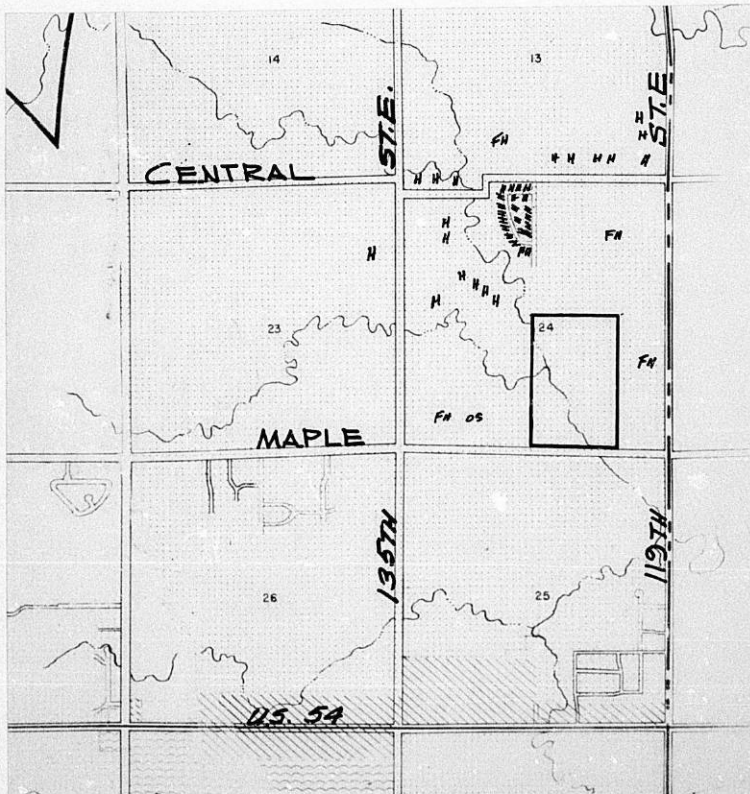 14
13
ST. E.
ST. E
H
H
FH
H H H H H
CENTRAL
H H H
H
H
H
FH
FH
H
H
H
H
H
23
24
FH
FH OS
MAPLE
135TH
119TH
26
25
U.S. 54